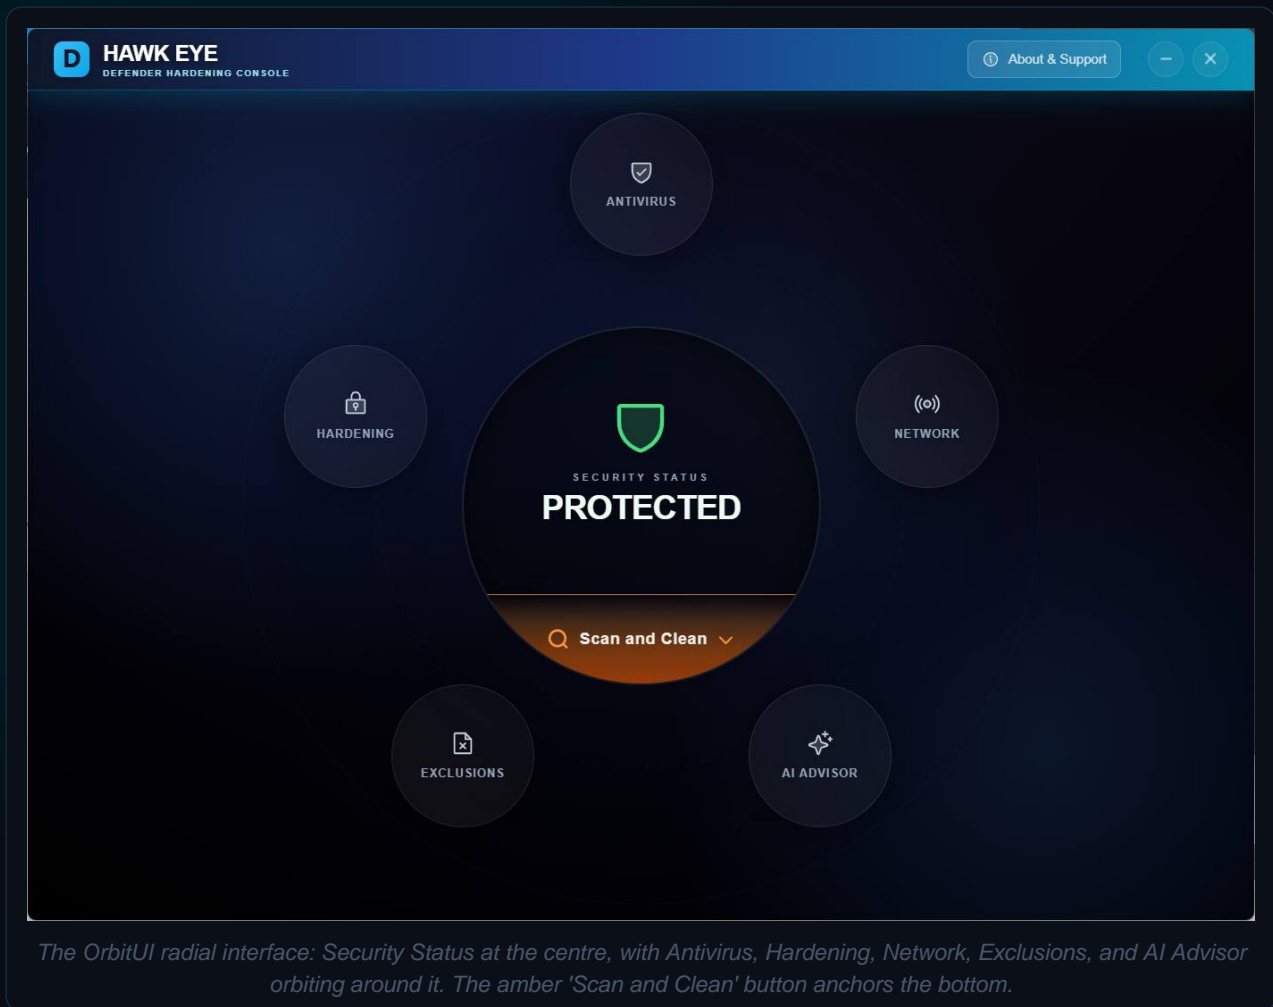 D
HAWK EYE
DEFENDER HARDENING CONSOLE
About & Support
ANTIVIRUS
HARDENING
NETWORK
SECURITY STATUS
PROTECTED
Scan and Clean
EXCLUSIONS
AI ADVISOR
The OrbitUI radial interface: Security Status at the centre, with Antivirus, Hardening, Network, Exclusions, and AI Advisor
orbiting around it. The amber 'Scan and Clean' button anchors the bottom.